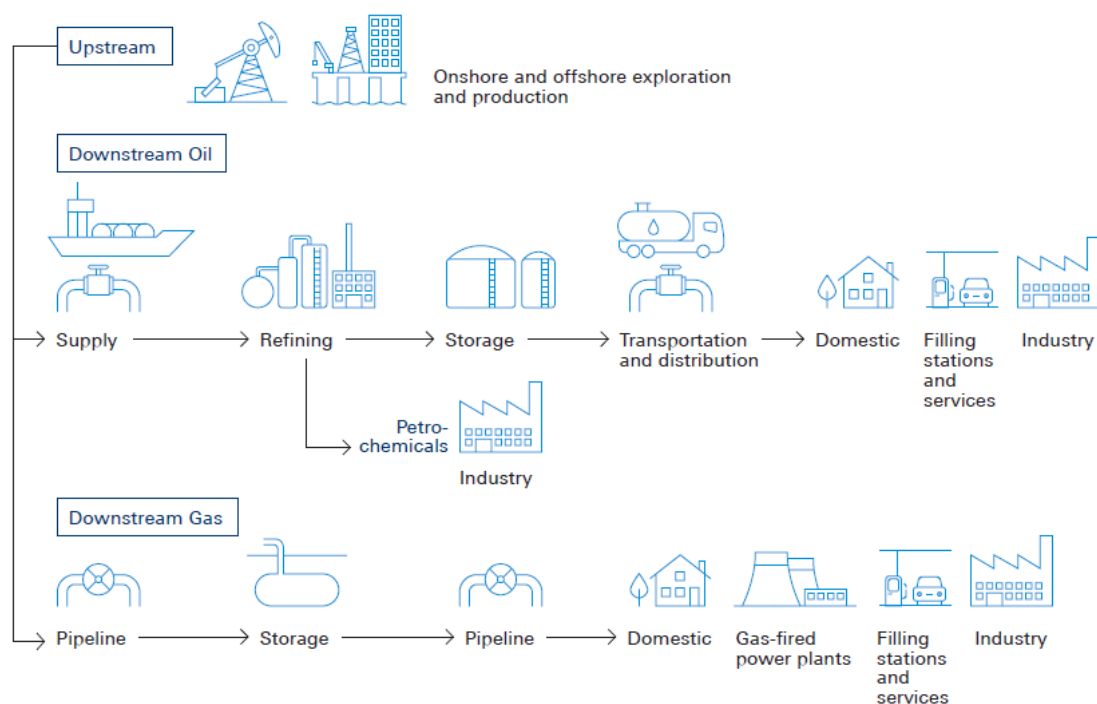 Upstream
Onshore and offshore exploration
and production
Downstream Oil
Supply
Refining
Storage
Transportation
and distribution
Domestic
Filling
stations
and
services
Industry
Petro-
chemicals
Industry
Downstream Gas
Pipeline
Storage
Pipeline
Domestic
Gas-fired
power plants
Filling
stations
and
services
Industry